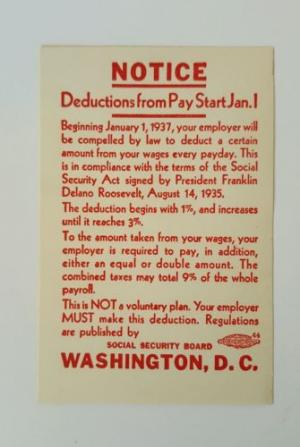 NOTICE
Deductions from Pay Start Jan. 1
Beginning January 1, 1937, your employer will
be compelled by law to deduct a certain
amount from your wages every payday. This
is in compliance with the terms of the Social
Security Act signed by President Franklin
Delano Roosevelt, August 14, 1935.
The deduction begins with 1%, and increases
until it reaches 3%.
To the amount taken from your wages, your
employer is required to pay, in addition,
either an equal or double amount. The
combined taxes may total 9% of the whole
payroll.
This is NOT a voluntary plan. Your employer
MUST make this deduction. Regulations
are published by
SOCIAL SECURITY BOARD
WASHINGTON, D. C.